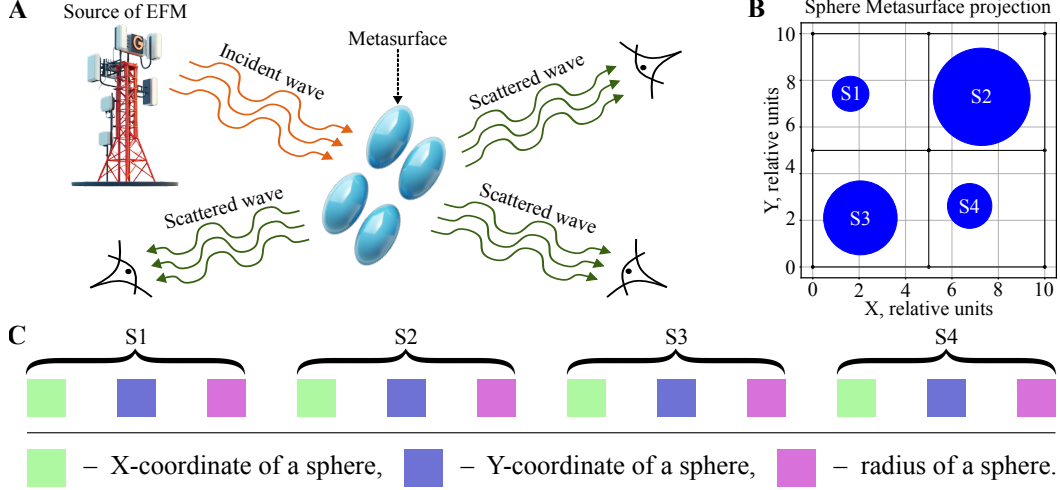 A
Source of EFM
G
Incident wave
Metasurface
Scattered wave
Scattered wave
Scattered wave
B
Sphere Metasurface projection
Y, relative units
10
8
6
4
2
0
S1
S2
S3
S4
0 2 4 6 8 10
X, relative units
C
S1 S2 S3 S4
– X-coordinate of a sphere, – Y-coordinate of a sphere, – radius of a sphere.